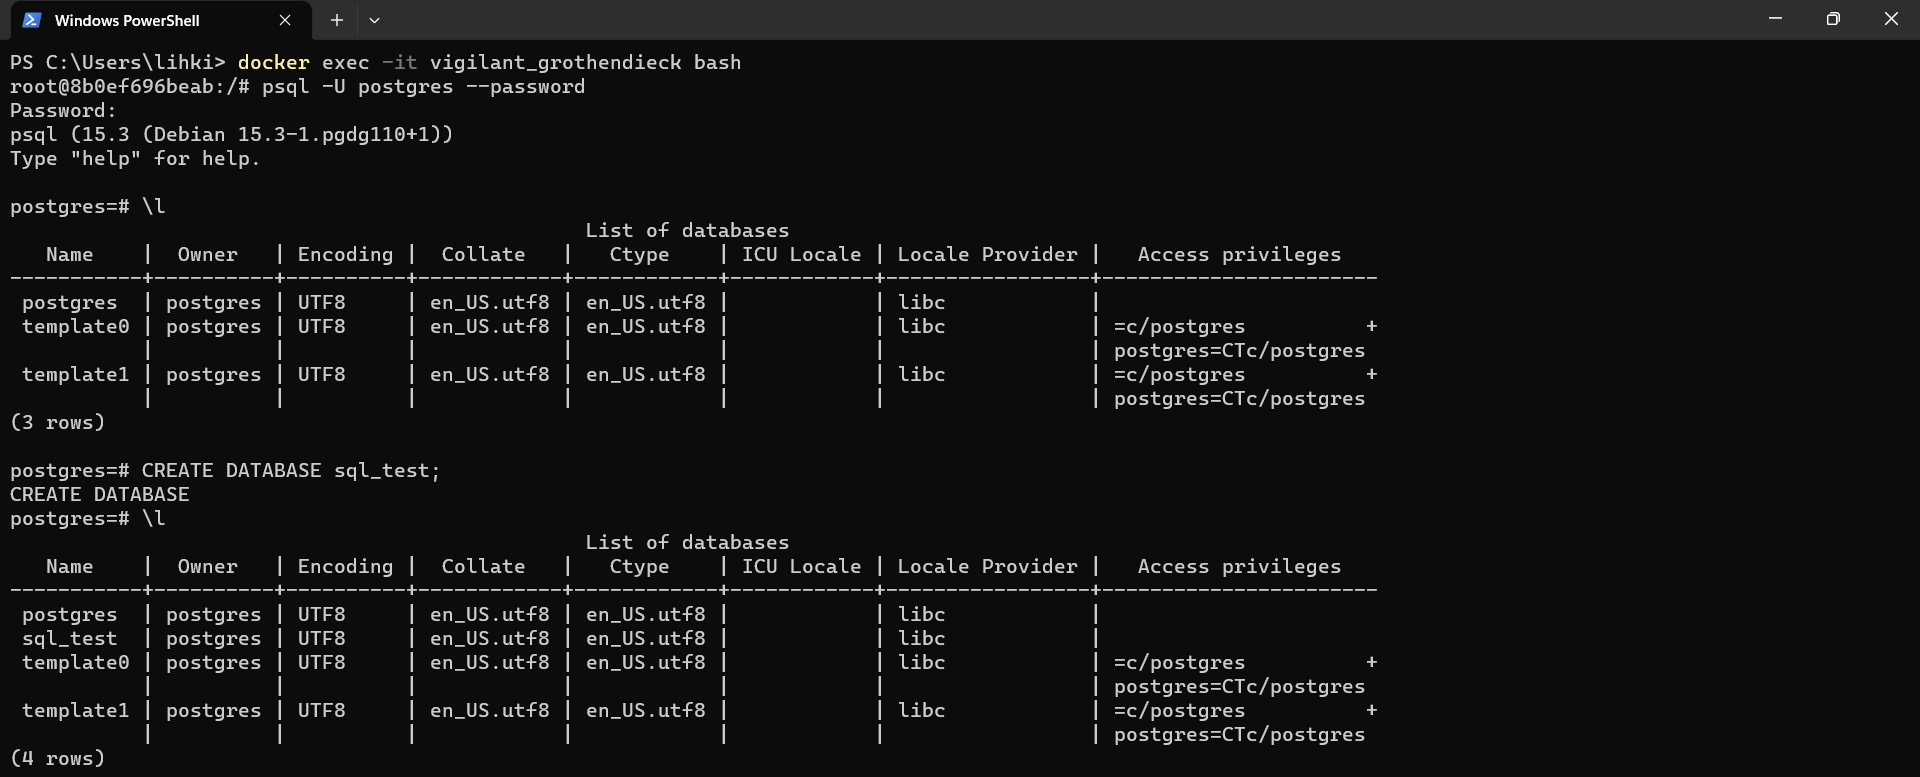 Windows PowerShell
PS C:\Users\lihki> docker exec -it vigilant_grothendieck bash
root@8b0ef696beab:/# psql -U postgres --password
Password:
psql (15.3 (Debian 15.3-1.pgdg110+1))
Type "help" for help.

postgres=# \l
                                                List of databases
   Name    |  Owner   | Encoding |  Collate   |   Ctype    | ICU Locale | Locale Provider |   Access privileges
-----------+----------+----------+------------+------------+------------+-----------------+-----------------------
 postgres  | postgres | UTF8     | en_US.utf8 | en_US.utf8 |            | libc            |
 template0 | postgres | UTF8     | en_US.utf8 | en_US.utf8 |            | libc            | =c/postgres          +
           |          |          |            |            |            |                 | postgres=CTc/postgres
 template1 | postgres | UTF8     | en_US.utf8 | en_US.utf8 |            | libc            | =c/postgres          +
           |          |          |            |            |            |                 | postgres=CTc/postgres
(3 rows)

postgres=# CREATE DATABASE sql_test;
CREATE DATABASE
postgres=# \l
                                                List of databases
   Name    |  Owner   | Encoding |  Collate   |   Ctype    | ICU Locale | Locale Provider |   Access privileges
-----------+----------+----------+------------+------------+------------+-----------------+-----------------------
 postgres  | postgres | UTF8     | en_US.utf8 | en_US.utf8 |            | libc            |
 sql_test  | postgres | UTF8     | en_US.utf8 | en_US.utf8 |            | libc            |
 template0 | postgres | UTF8     | en_US.utf8 | en_US.utf8 |            | libc            | =c/postgres          +
           |          |          |            |            |            |                 | postgres=CTc/postgres
 template1 | postgres | UTF8     | en_US.utf8 | en_US.utf8 |            | libc            | =c/postgres          +
           |          |          |            |            |            |                 | postgres=CTc/postgres
(4 rows)